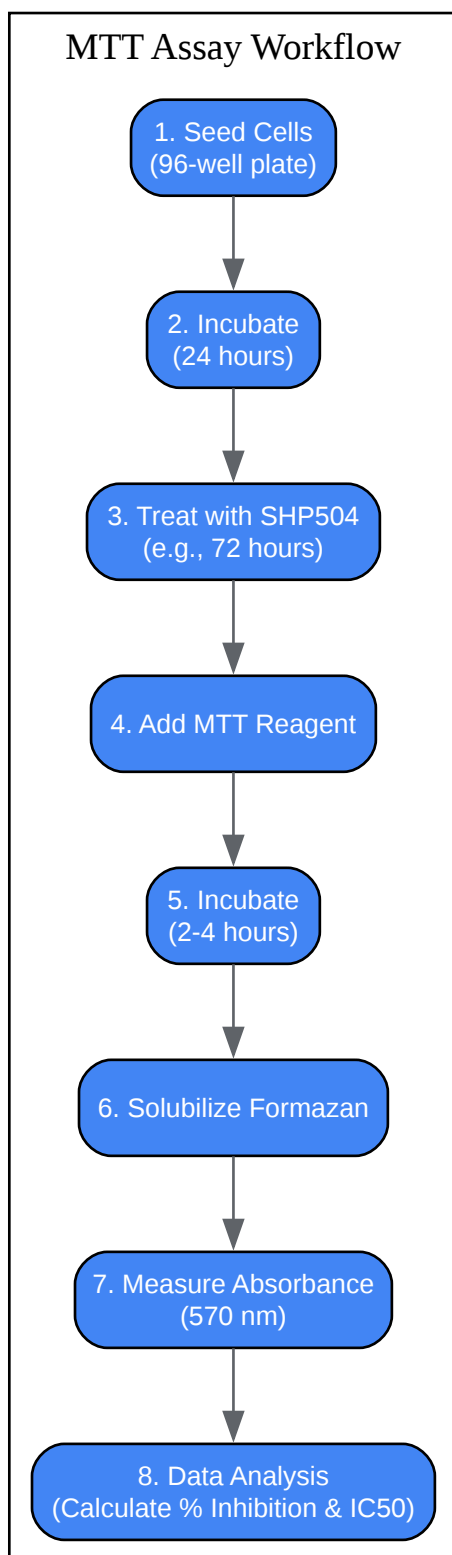 MTT Assay Workflow
1. Seed Cells
(96-well plate)
2. Incubate
(24 hours)
3. Treat with SHP504
(e.g., 72 hours)
4. Add MTT Reagent
5. Incubate
(2-4 hours)
6. Solubilize Formazan
7. Measure Absorbance
(570 nm)
8. Data Analysis
(Calculate % Inhibition & IC50)